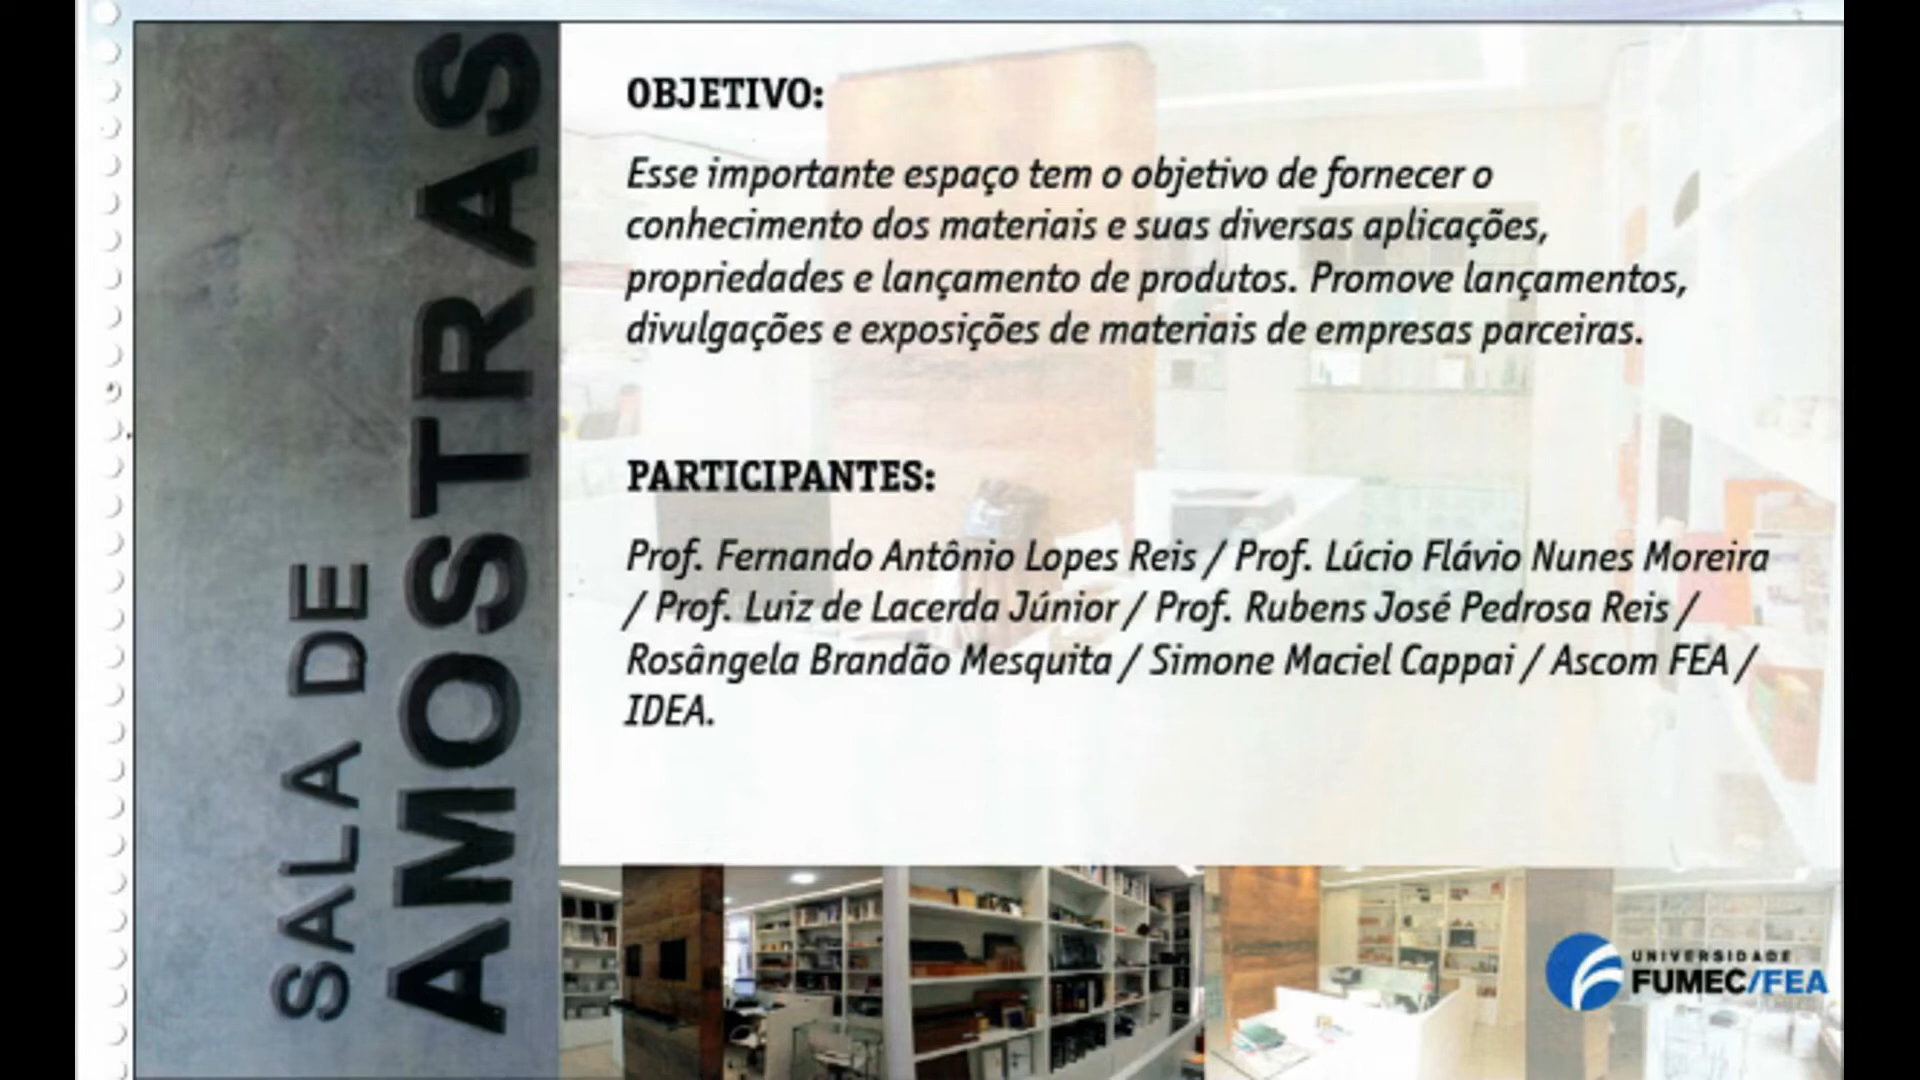 SALA DE
AMOSTRAS
OBJETIVO:
Esse importante espaço tem o objetivo de fornecer o
conhecimento dos materiais e suas diversas aplicações,
propriedades e lançamento de produtos. Promove lançamentos,
divulgações e exposições de materiais de empresas parceiras.
PARTICIPANTES:
Prof. Fernando Antônio Lopes Reis / Prof. Lúcio Flávio Nunes Moreira
/ Prof. Luiz de Lacerda Júnior / Prof. Rubens José Pedrosa Reis /
Rosângela Brandão Mesquita / Simone Maciel Cappai / Ascom FEA /
IDEA.
UNIVERSIDADE
FUMEC/FEA